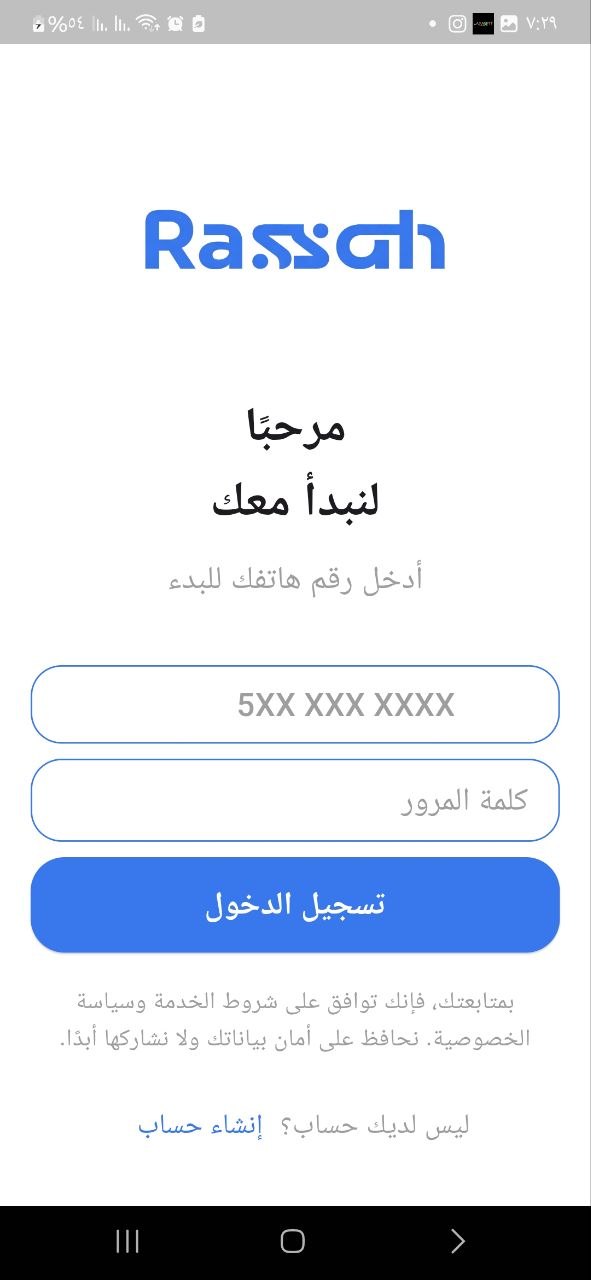 ٧:٢٩
%٥٤
Rassah
مرحبًا
لنبدأ معك
أدخل رقم هاتفك للبدء
5XX XXX XXXX
كلمة المرور
تسجيل الدخول
بمتابعتك، فإنك توافق على شروط الخدمة وسياسة
الخصوصية. نحافظ على أمان بياناتك ولا نشاركها أبدًا.
ليس لديك حساب؟ إنشاء حساب